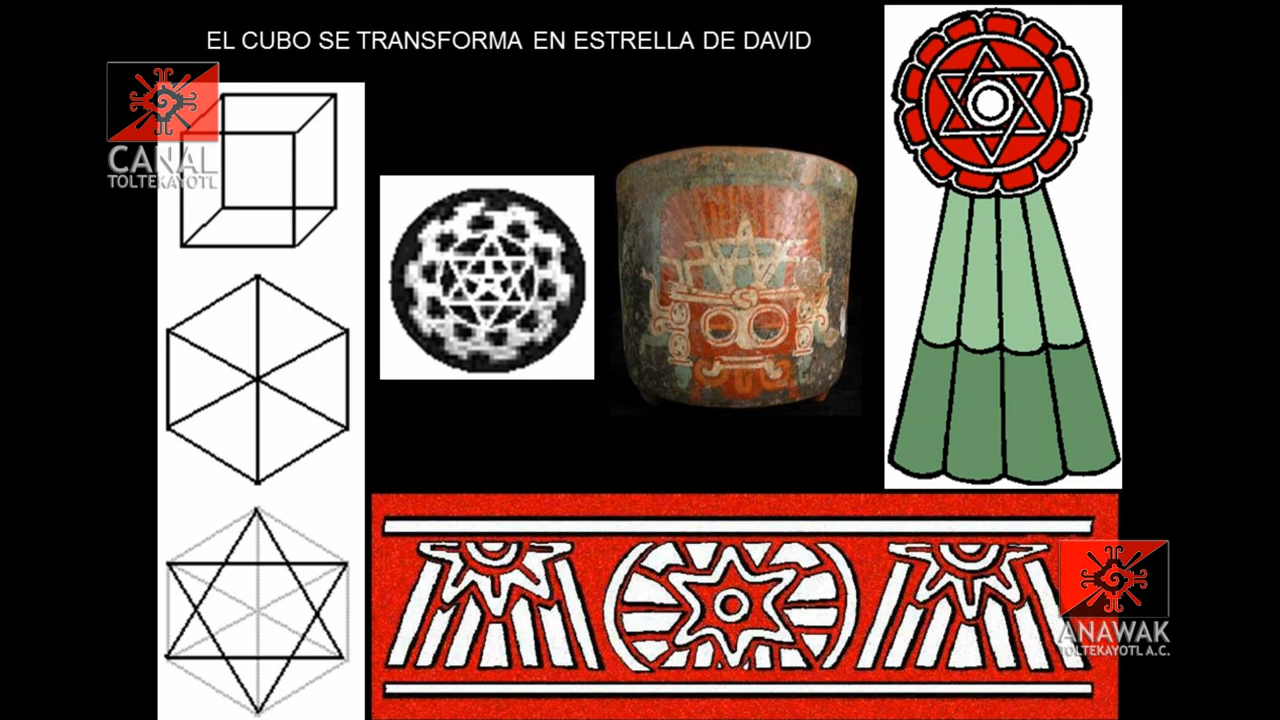 EL CUBO SE TRANSFORMA EN ESTRELLA DE DAVID
CANAL
TOLTEKAYOTL
ANAWAK
TOLTEKAYOTL A.C.